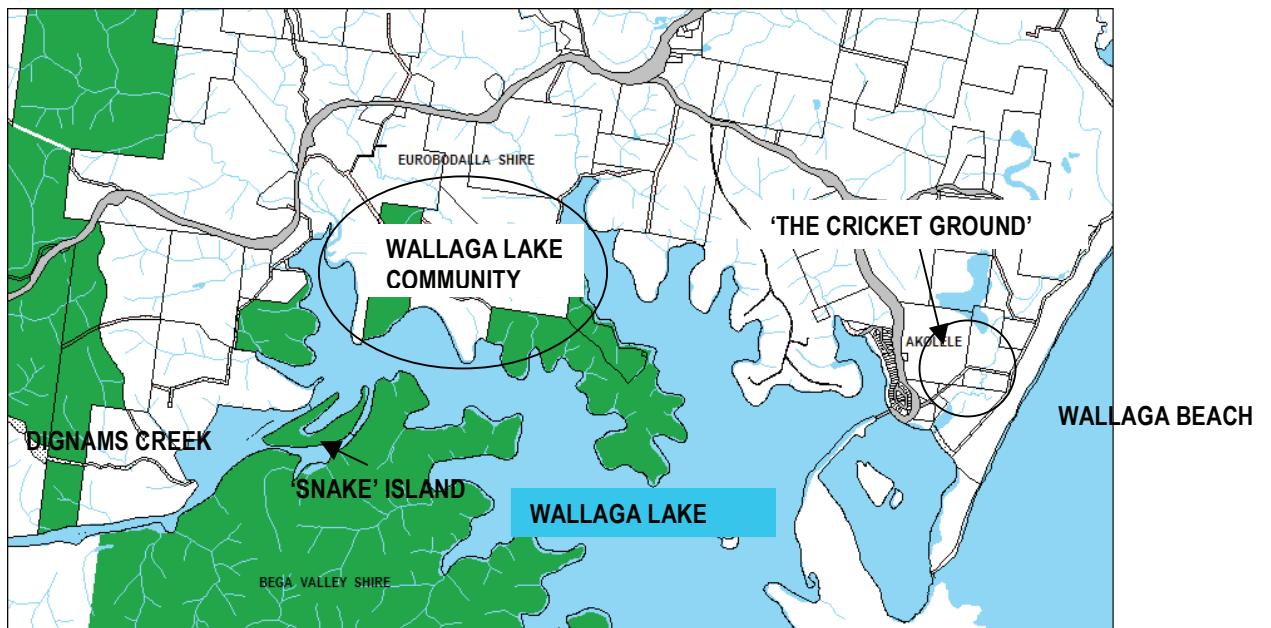 EUROBODALLA SHIRE
'THE CRICKET GROUND'
WALLAGA LAKE
COMMUNITY
AKOLELE
WALLAGA BEACH
DIGNAMS CREEK
'SNAKE' ISLAND
WALLAGA LAKE
BEGA VALLEY SHIRE